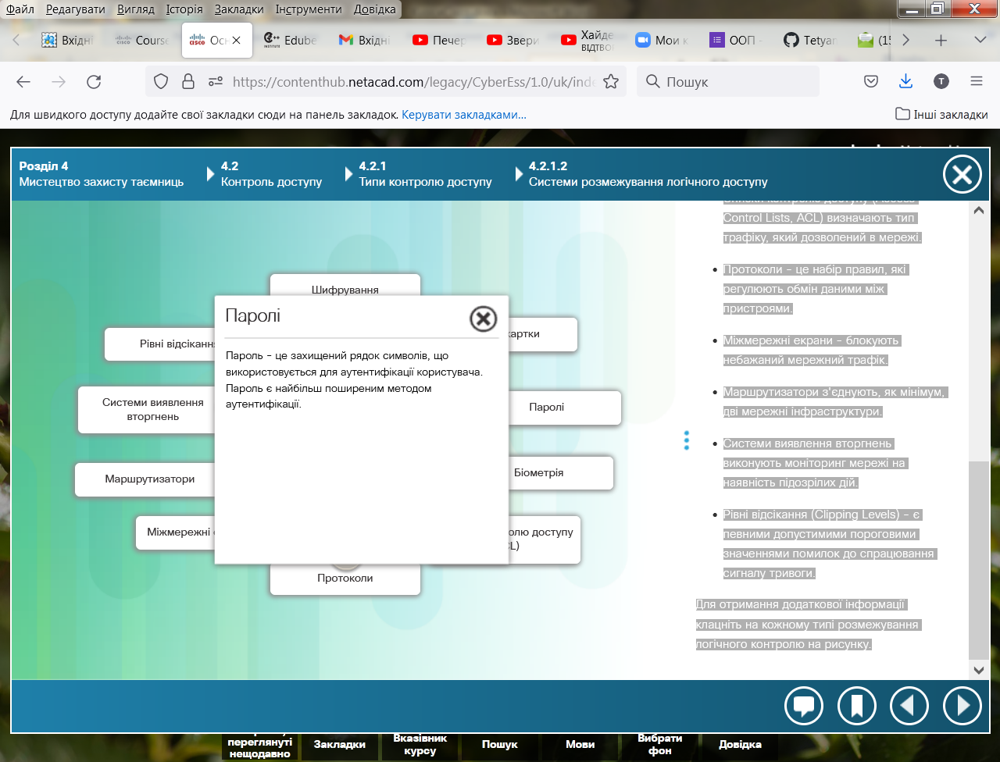 Файл Редагувати Вигляд Історія Закладки Інструменти Довідка
Вхідні
Course
Осн
Edube
Вхідні
Печер
Звери
Хайде
ВІДТВОР
Мои к
ООП -
Tetyan
(15
https://contenthub.netacad.com/legacy/CyberEss/1.0/uk/inde
Пошук
T
Для швидкого доступу додайте свої закладки сюди на панель закладок. Керувати закладками...
Інші закладки
Розділ 4
Мистецтво захисту таємниць
4.2
Контроль доступу
4.2.1
Типи контролю доступу
4.2.1.2
Системи розмежування логічного доступу
Шифрування
картки
Паролі
Біометрія
олю доступу
CL)
Протоколи
Міжмережні
Маршрутизатори
Системи виявлення
вторгнень
Рівні відсікання
Паролі
Пароль – це захищений рядок символів, що
використовується для аутентифікації користувача.
Пароль є найбільш поширеним методом
аутентифікації.
Списки контролю доступу (Access
Control Lists, ACL) визначають тип
трафіку, який дозволений в мережі.
• Протоколи – це набір правил, які
регулюють обмін даними між
пристроями.
• Міжмережні екрани – блокують
небажаний мережний трафік.
• Маршрутизатори з'єднують, як мінімум,
дві мережні інфраструктури.
• Системи виявлення вторгнень
виконують моніторинг мережі на
наявність підозрілих дій.
• Рівні відсікання (Clipping Levels) – є
певними допустимими пороговими
значеннями помилок до спрацювання
сигналу тривоги.
Для отримання додаткової інформації
клацніть на кожному типі розмежування
логічного контролю на рисунку.
переглянуті
нещодавно
Закладки
Вказівник
курсу
Пошук
Мови
Вибрати
фон
Довідка